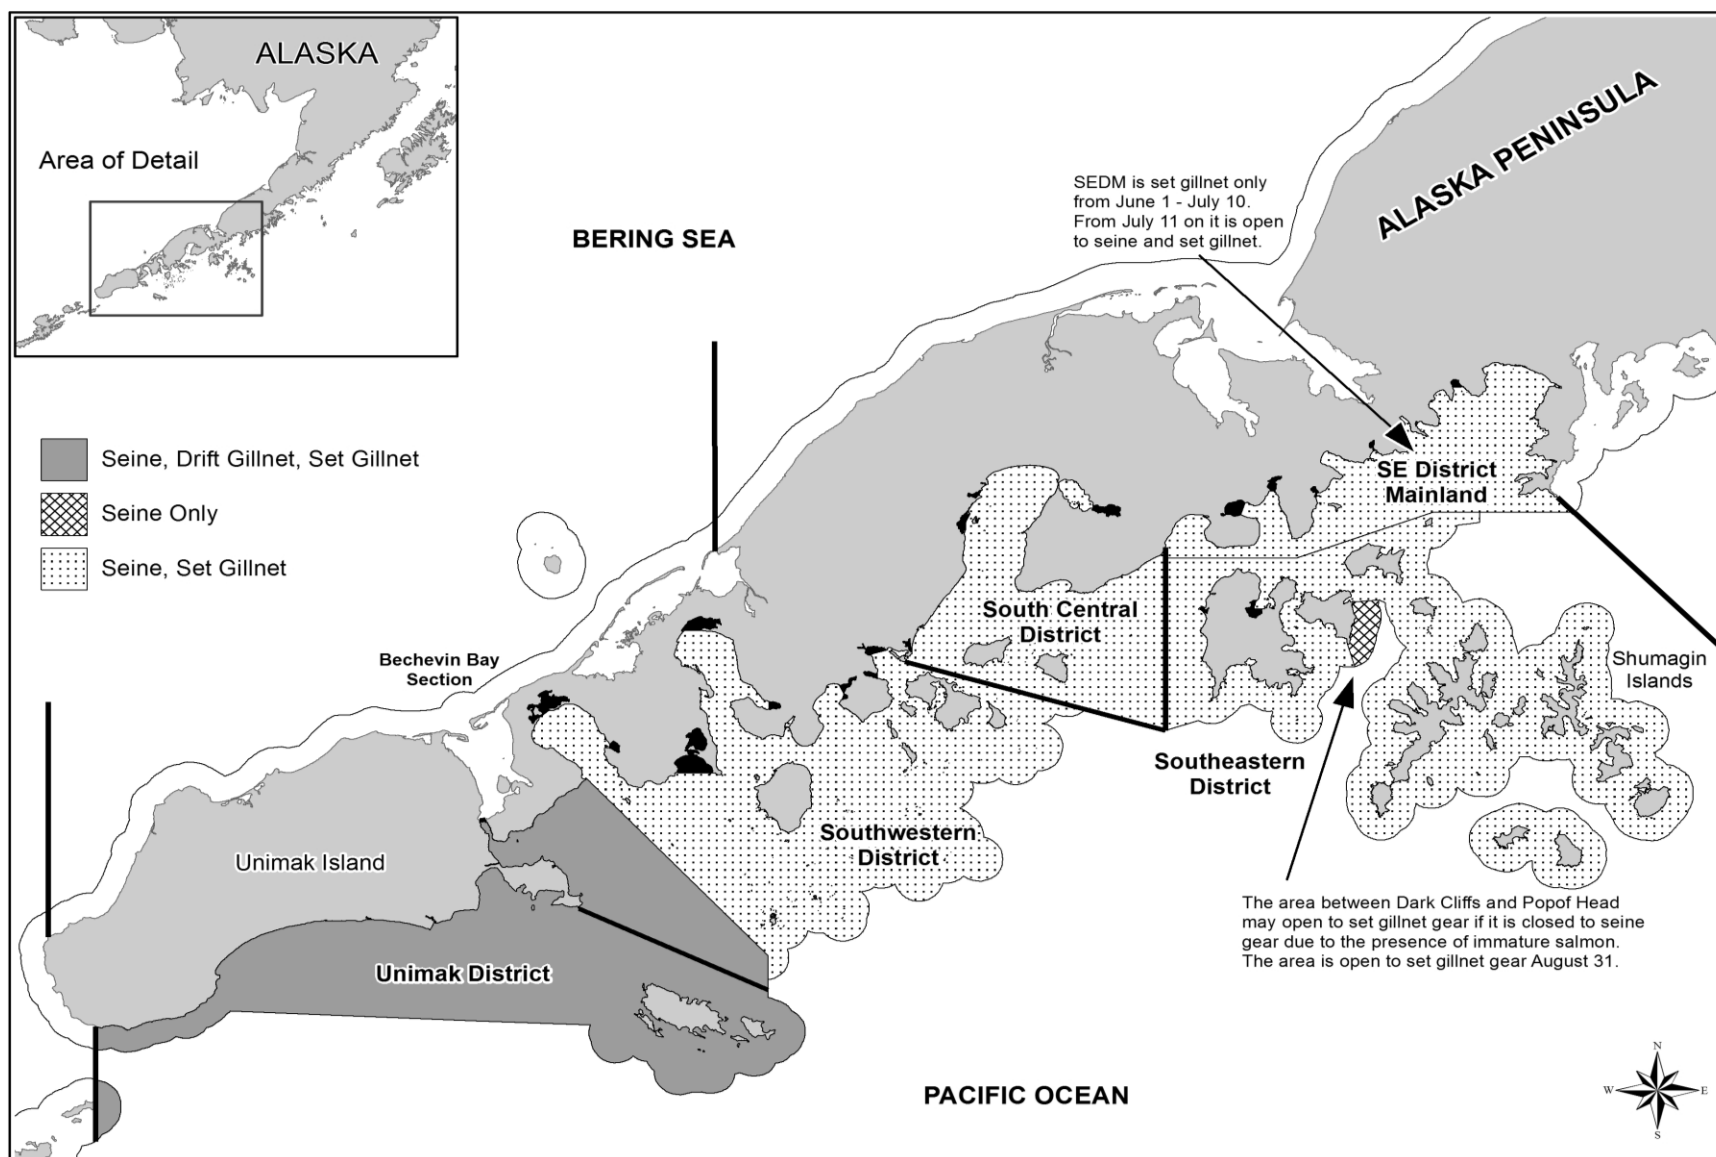 ALASKA
Area of Detail
ALASKA PENINSULA
SEDM is set gillnet only
from June 1 - July 10.
From July 11 on it is open
to seine and set gillnet.
BERING SEA
Seine, Drift Gillnet, Set Gillnet
Seine Only
Seine, Set Gillnet
SE District
Mainland
South Central
District
Bechevin Bay
Section
Shumagin
Islands
Southeastern
District
Southwestern
District
Unimak Island
Unimak District
The area between Dark Cliffs and Popof Head
may open to set gillnet gear if it is closed to seine
gear due to the presence of immature salmon.
The area is open to set gillnet gear August 31.
PACIFIC OCEAN
N
W
E
S